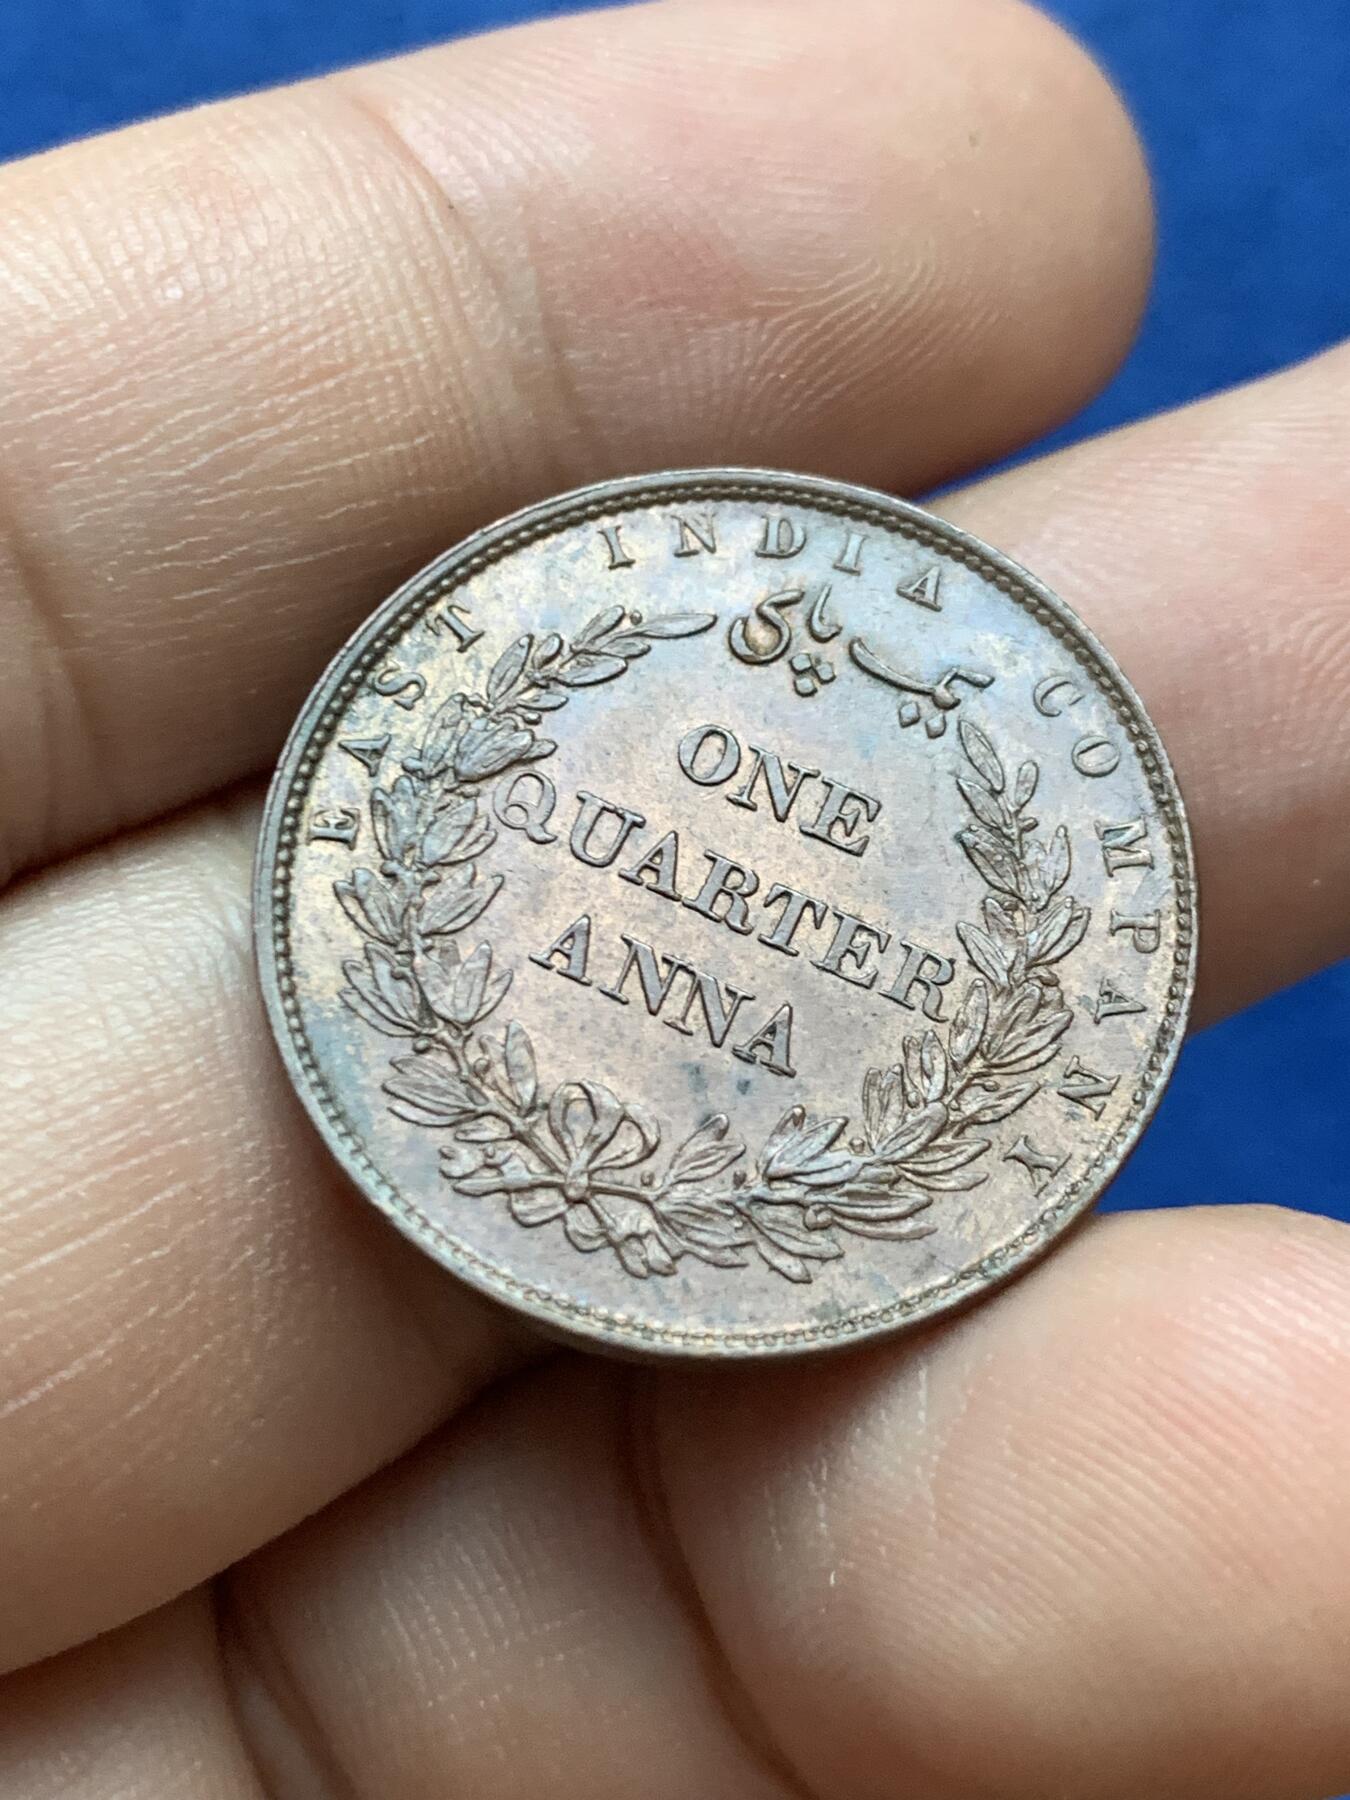 EAST INDIA COMPANY
یک پای
ONE
QUARTER
ANNA